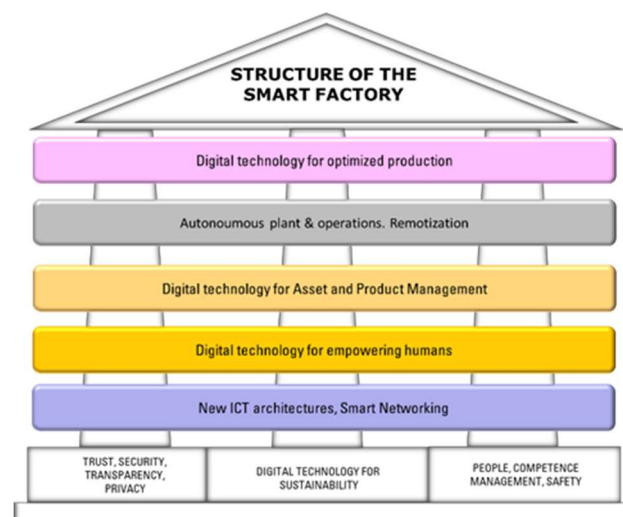 STRUCTURE OF THE
SMART FACTORY
Digital technology for optimized production
Autonoumous plant & operations. Remotization
Digital technology for Asset and Product Management
Digital technology for empowering humans
New ICT architectures, Smart Networking
TRUST, SECURITY,
TRANSPARENCY,
PRIVACY
DIGITAL TECHNOLOGY FOR
SUSTAINABILITY
PEOPLE, COMPETENCE
MANAGEMENT, SAFETY